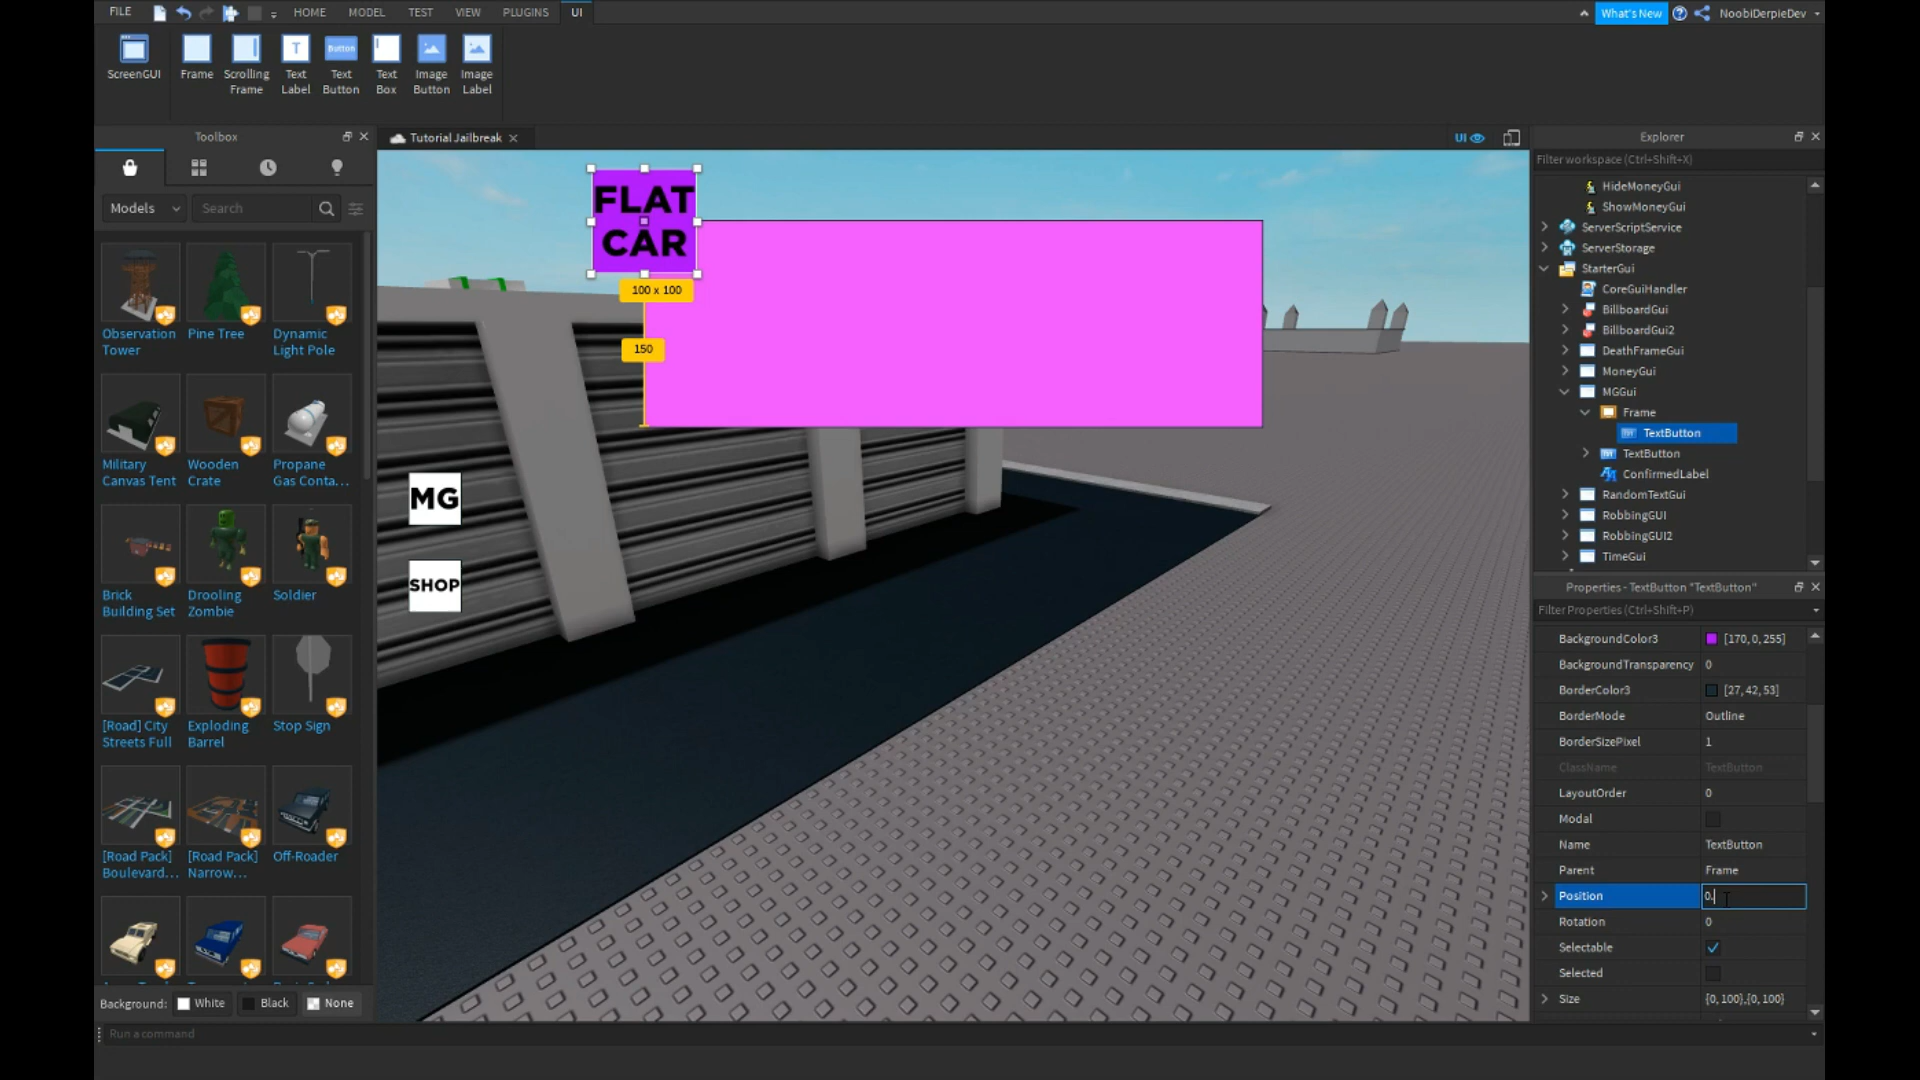 FILE HOME MODEL TEST VIEW PLUGINS UI What's New NoobiDerpieDev
ScreenGUI
Frame
Scrolling
Frame
Text
Label
Button
Text
Button
Text
Box
Image
Button
Image
Label
Toolbox
Models Search
Observation
Tower
Pine Tree
Dynamic
Light Pole
Military
Canvas Tent
Wooden
Crate
Propane
Gas Conta...
Brick
Building Set
Drooling
Zombie
Soldier
[Road] City
Streets Full
Exploding
Barrel
Stop Sign
[Road Pack]
Boulevard...
[Road Pack]
Narrow...
Off-Roader
Background: White Black None
Run a command
Tutorial Jailbreak
UI
FLAT
CAR
100 x 100
150
MG
SHOP
Explorer
Filter workspace (Ctrl+Shift+X)
HideMoneyGui
ShowMoneyGui
ServerScriptService
ServerStorage
StarterGui
CoreGuiHandler
BillboardGui
BillboardGui2
DeathFrameGui
MoneyGui
MGGui
Frame
TextButton
TextButton
ConfirmedLabel
RandomTextGui
RobbingGUI
RobbingGUI2
TimeGui
Properties - TextButton "TextButton"
Filter Properties (Ctrl+Shift+P)
BackgroundColor3 [170, 0, 255]
BackgroundTransparency 0
BorderColor3 [27, 42, 53]
BorderMode Outline
BorderSizePixel 1
ClassName TextButton
LayoutOrder 0
Modal
Name TextButton
Parent Frame
Position 0.
Rotation 0
Selectable
Selected
Size {0, 100},{0, 100}